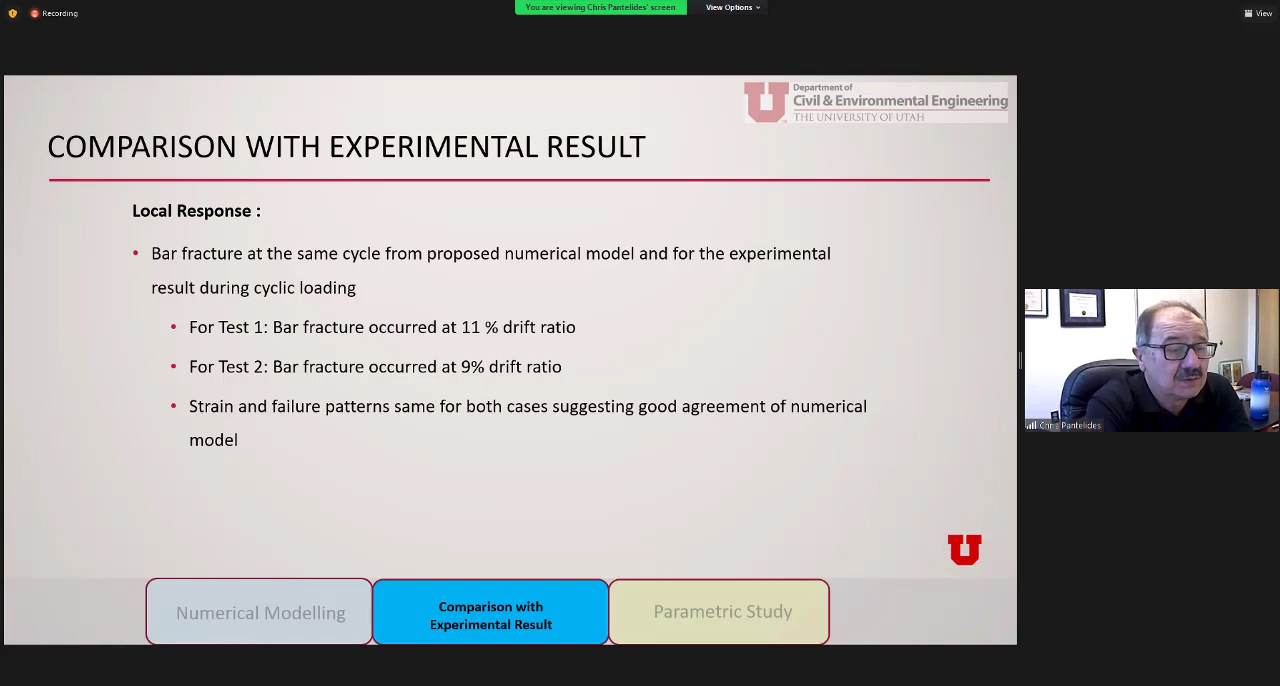 Recording
You are viewing Chris Pantelides' screen
View Options
View
Department of
Civil & Environmental Engineering
THE UNIVERSITY OF UTAH
COMPARISON WITH EXPERIMENTAL RESULT
Local Response :
• Bar fracture at the same cycle from proposed numerical model and for the experimental
result during cyclic loading
• For Test 1: Bar fracture occurred at 11 % drift ratio
• For Test 2: Bar fracture occurred at 9% drift ratio
• Strain and failure patterns same for both cases suggesting good agreement of numerical
model
Chris Pantelides
Numerical Modelling
Comparison with
Experimental Result
Parametric Study